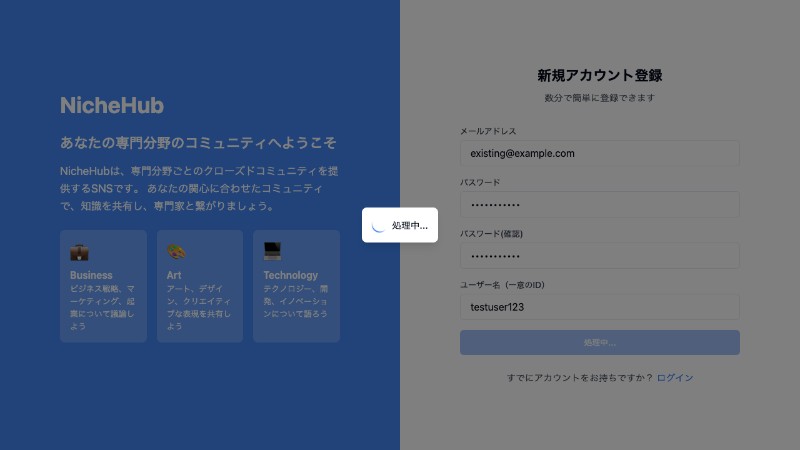 NicheHub
あなたの専門分野のコミュニティへようこそ
NicheHubは、専門分野ごとのクローズドコミュニティを提
供するSNSです。 あなたの関心に合わせたコミュニティ
で、知識を共有し、専門家と繋がりましょう。
Business
ビジネス戦略、マ
ーケティング、起
業について議論し
よう
Art
アート、デザイ
ン、クリエイティ
ブな表現を共有し
よう
Technology
テクノロジー、開
発、イノベーショ
ンについて語ろう
処理中...
新規アカウント登録
数分で簡単に登録できます
メールアドレス
existing@example.com
パスワード
•••••••••••
パスワード(確認)
•••••••••••
ユーザー名（一意のID）
testuser123
処理中...
すでにアカウントをお持ちですか？ ログイン